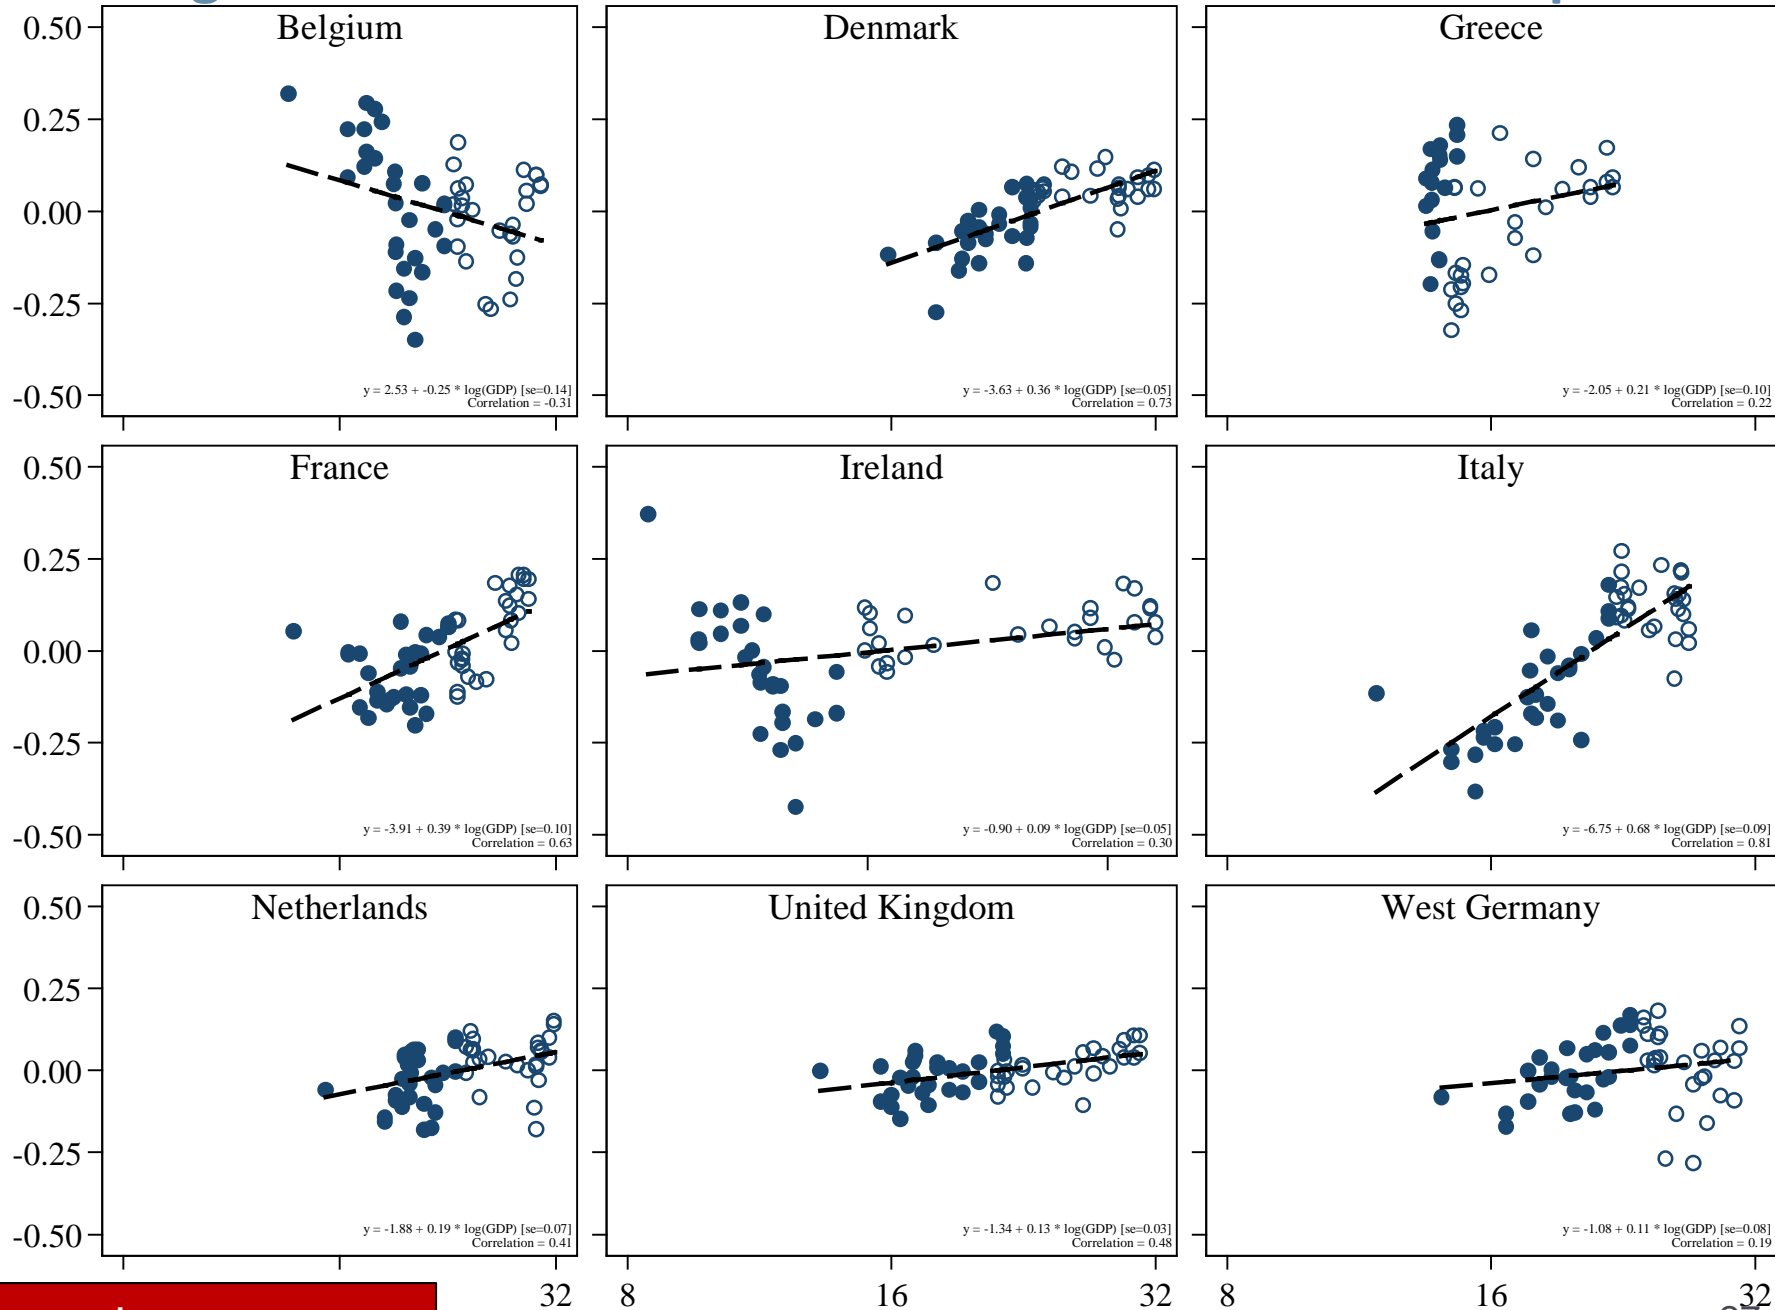 Belgium
Denmark
Greece
0.50
0.25
0.00
-0.25
-0.50
y = 2.53 + -0.25 * log(GDP) [se=0.14]
Correlation = -0.31
y = -3.63 + 0.36 * log(GDP) [se=0.05]
Correlation = 0.73
y = -2.05 + 0.21 * log(GDP) [se=0.10]
Correlation = 0.22
France
Ireland
Italy
0.50
0.25
0.00
-0.25
-0.50
y = -3.91 + 0.39 * log(GDP) [se=0.10]
Correlation = 0.63
y = -0.90 + 0.09 * log(GDP) [se=0.05]
Correlation = 0.30
y = -6.75 + 0.68 * log(GDP) [se=0.09]
Correlation = 0.81
Netherlands
United Kingdom
West Germany
0.50
0.25
0.00
-0.25
-0.50
y = -1.88 + 0.19 * log(GDP) [se=0.07]
Correlation = 0.41
y = -1.34 + 0.13 * log(GDP) [se=0.03]
Correlation = 0.48
y = -1.08 + 0.11 * log(GDP) [se=0.08]
Correlation = 0.19
32 8 16 32 8 16 32